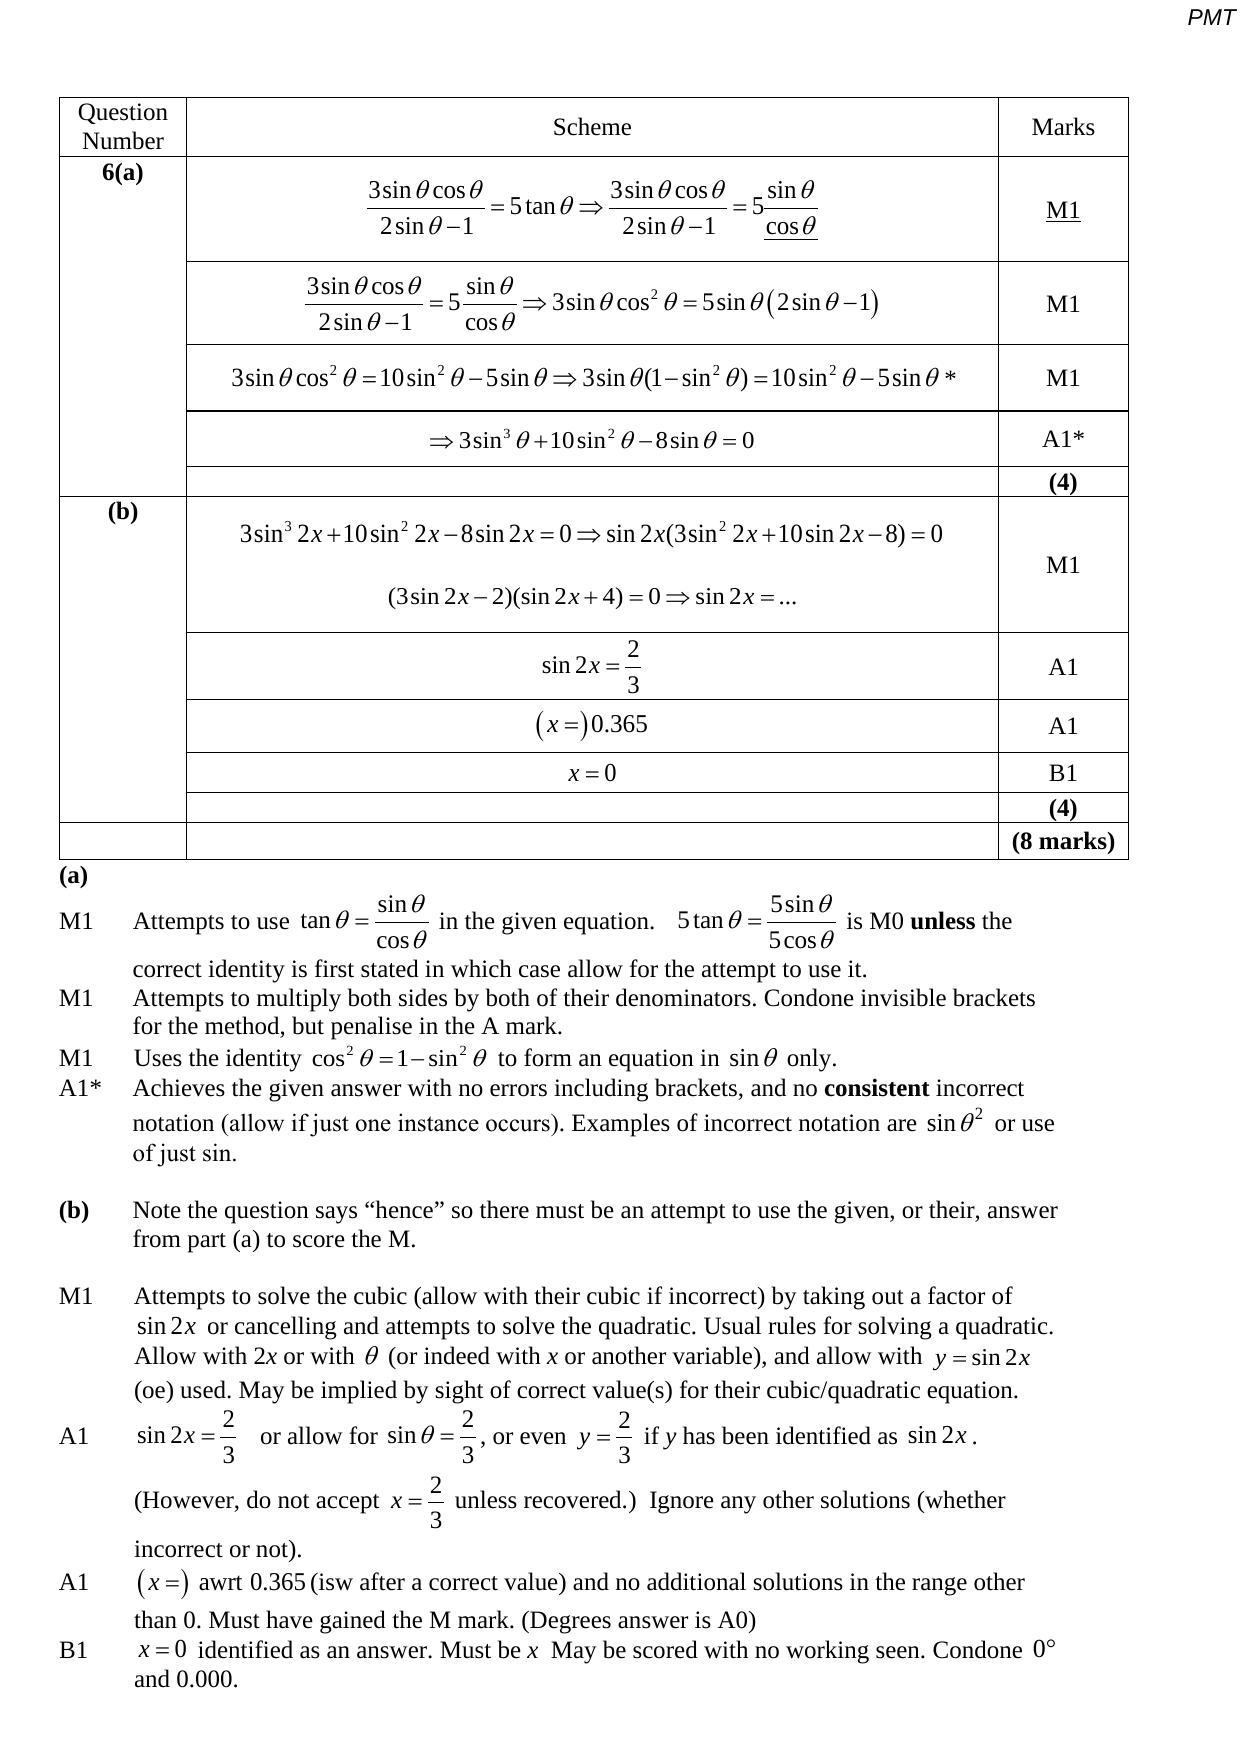 PMT
Question Number | Scheme | Marks
6(a) | \frac{3\sin\theta\cos\theta}{2\sin\theta-1}=5\tan\theta\Rightarrow\frac{3\sin\theta\cos\theta}{2\sin\theta-1}=5\frac{\sin\theta}{\underline{\cos\theta}} | M1
\frac{3\sin\theta\cos\theta}{2\sin\theta-1}=5\frac{\sin\theta}{\cos\theta}\Rightarrow 3\sin\theta\cos^2\theta=5\sin\theta(2\sin\theta-1) | M1
3\sin\theta\cos^2\theta=10\sin^2\theta-5\sin\theta\Rightarrow 3\sin\theta(1-\sin^2\theta)=10\sin^2\theta-5\sin\theta * | M1
\Rightarrow 3\sin^3\theta+10\sin^2\theta-8\sin\theta=0 | A1*
(4)
(b) | 3\sin^3 2x+10\sin^2 2x-8\sin 2x=0\Rightarrow\sin 2x(3\sin^2 2x+10\sin 2x-8)=0 | M1
(3\sin 2x-2)(\sin 2x+4)=0\Rightarrow\sin 2x=...
\sin 2x=\frac{2}{3} | A1
(x=)0.365 | A1
x=0 | B1
(4)
(8 marks)
(a)
M1 Attempts to use \tan\theta=\frac{\sin\theta}{\cos\theta} in the given equation. 5\tan\theta=\frac{5\sin\theta}{5\cos\theta} is M0 unless the
correct identity is first stated in which case allow for the attempt to use it.
M1 Attempts to multiply both sides by both of their denominators. Condone invisible brackets
for the method, but penalise in the A mark.
M1 Uses the identity \cos^2\theta=1-\sin^2\theta to form an equation in \sin\theta only.
A1* Achieves the given answer with no errors including brackets, and no consistent incorrect
notation (allow if just one instance occurs). Examples of incorrect notation are \sin\theta^2 or use
of just sin.
(b) Note the question says “hence” so there must be an attempt to use the given, or their, answer
from part (a) to score the M.
M1 Attempts to solve the cubic (allow with their cubic if incorrect) by taking out a factor of
\sin 2x or cancelling and attempts to solve the quadratic. Usual rules for solving a quadratic.
Allow with 2x or with \theta (or indeed with x or another variable), and allow with y=\sin 2x
(oe) used. May be implied by sight of correct value(s) for their cubic/quadratic equation.
A1 \sin 2x=\frac{2}{3} or allow for \sin\theta=\frac{2}{3}, or even y=\frac{2}{3} if y has been identified as \sin 2x.
(However, do not accept x=\frac{2}{3} unless recovered.) Ignore any other solutions (whether
incorrect or not).
A1 (x=) awrt 0.365 (isw after a correct value) and no additional solutions in the range other
than 0. Must have gained the M mark. (Degrees answer is A0)
B1 x=0 identified as an answer. Must be x May be scored with no working seen. Condone 0°
and 0.000.